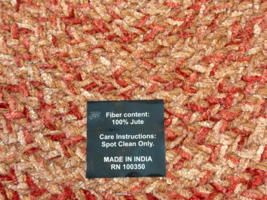 Fiber content:
100% Jute
Care Instructions:
Spot Clean Only.
MADE IN INDIA
RN 100350